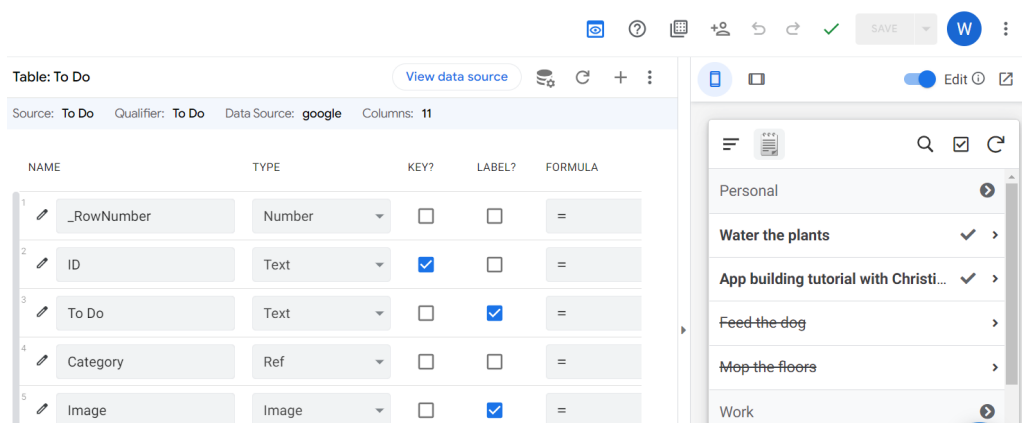 SAVE
W
Table: To Do
View data source
Edit
Source: To Do Qualifier: To Do Data Source: google Columns: 11
NAME TYPE KEY? LABEL? FORMULA
1 _RowNumber Number =
2 ID Text =
3 To Do Text =
4 Category Ref =
5 Image Image =
Personal
Water the plants
App building tutorial with Christi...
Feed the dog
Mop the floors
Work